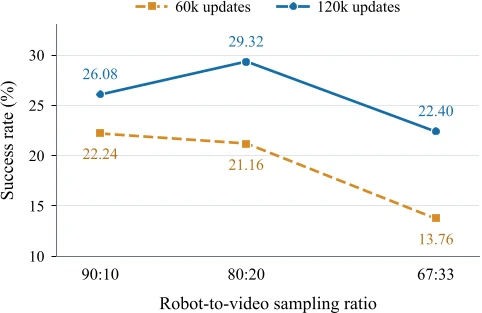 60k updates 120k updates
30
25
20
15
10
Success rate (%)
26.08
29.32
22.40
22.24
21.16
13.76
90:10 80:20 67:33
Robot-to-video sampling ratio